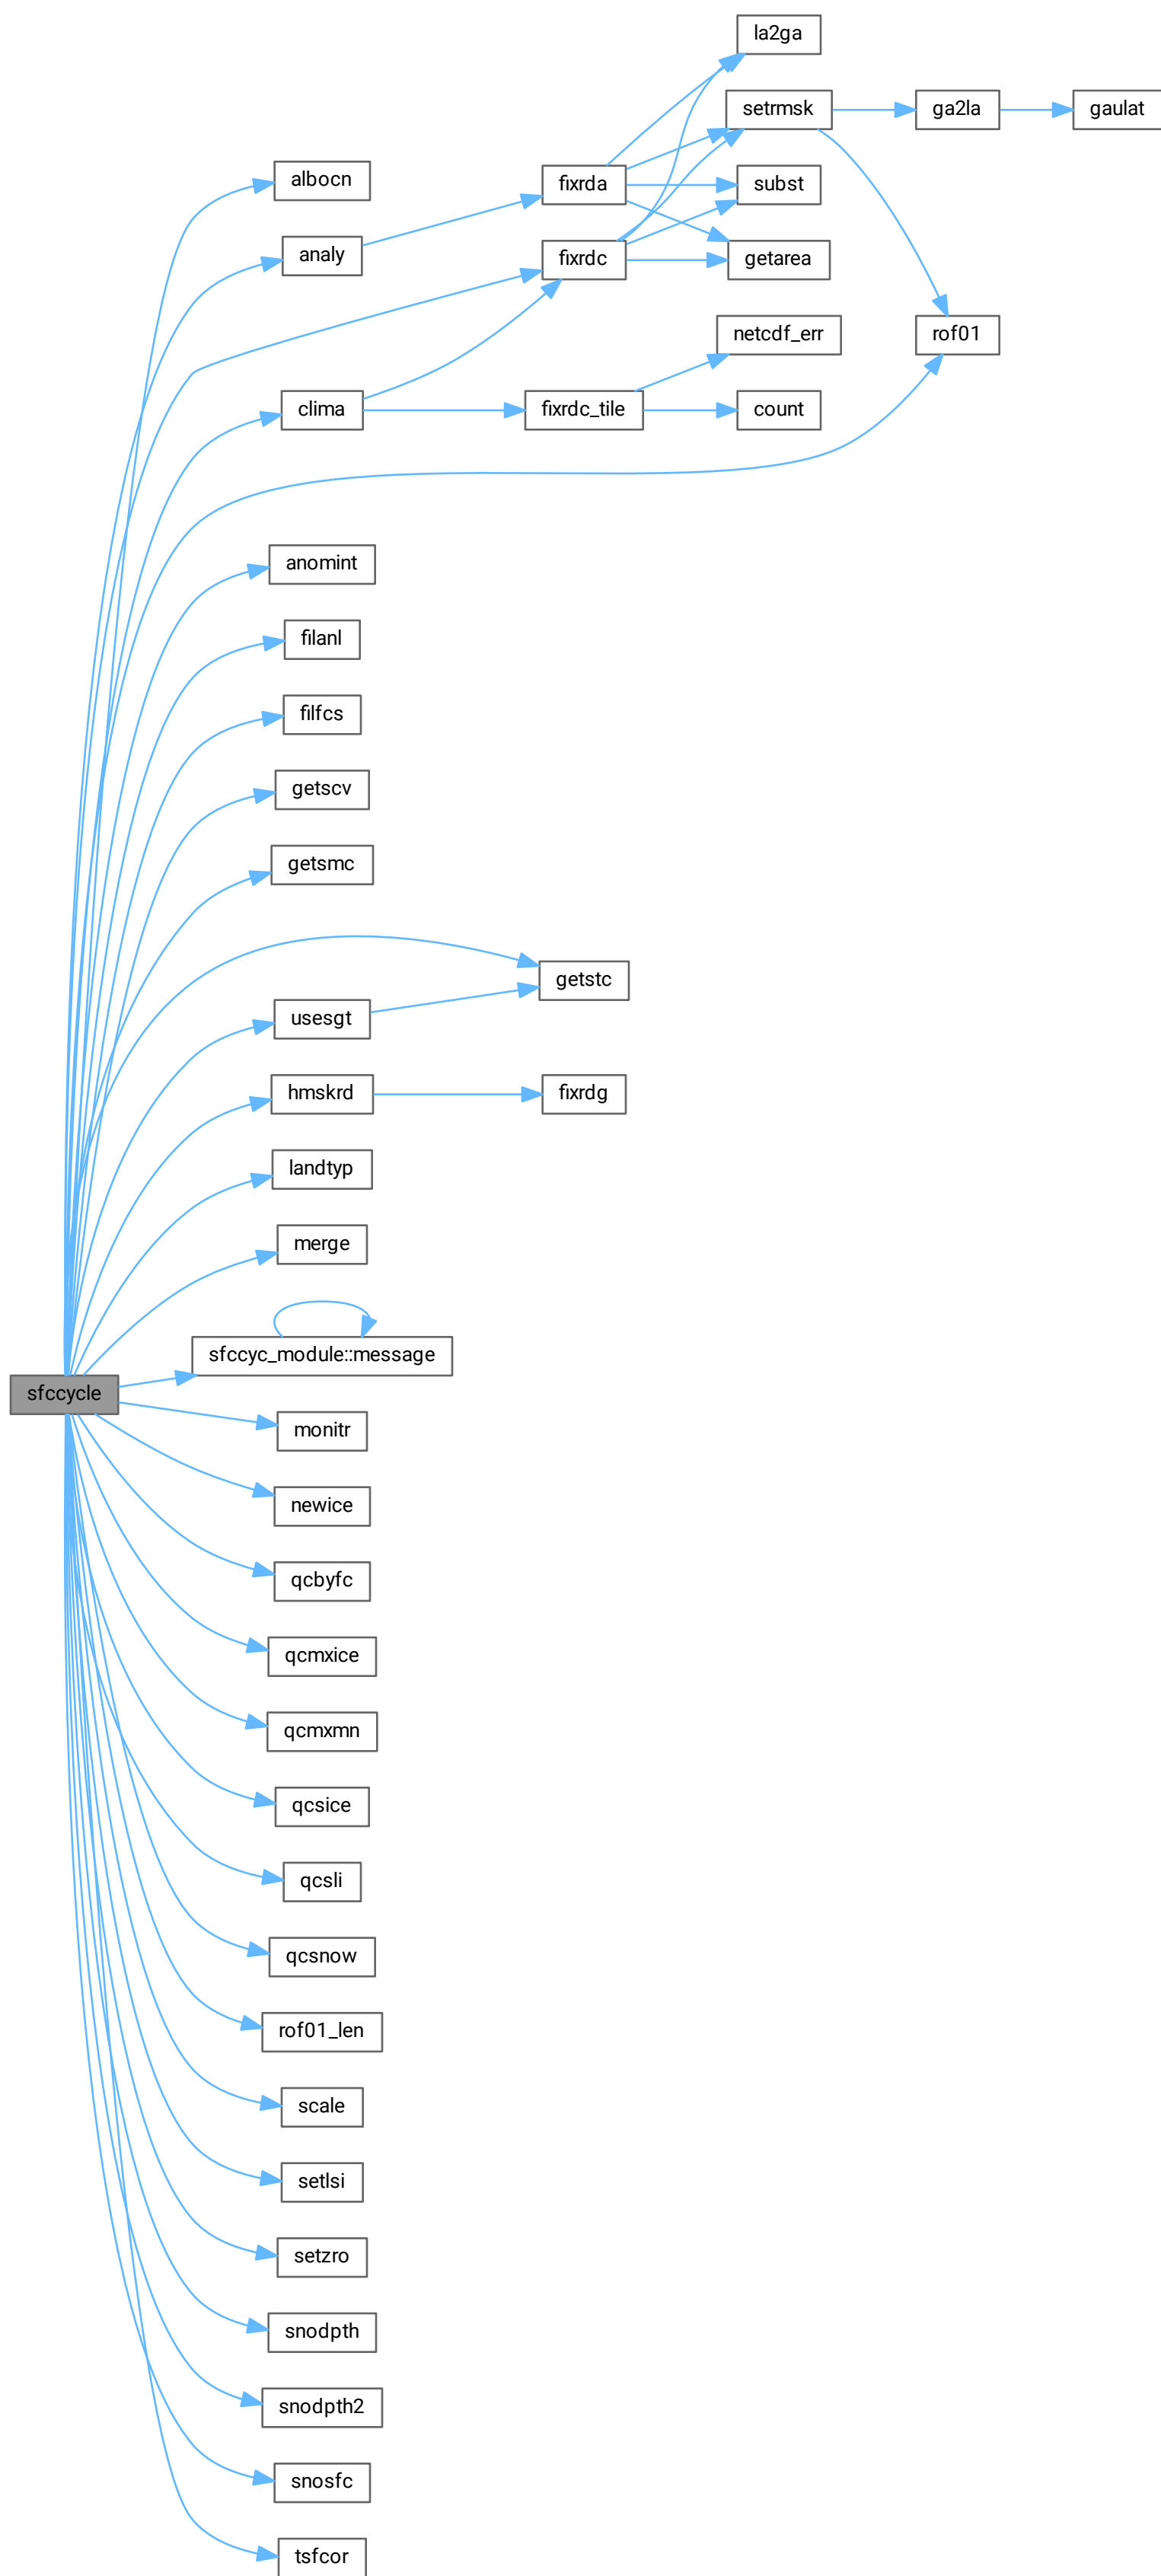 la2ga
setrmsk
ga2la
gaulat
albocn
fixrda
subst
analy
fixrdc
getarea
netcdf_err
rof01
clima
fixrdc_tile
count
anomint
filanl
filfcs
getscv
getsmc
getstc
usesgt
hmskrd
fixrdg
landtyp
merge
sfccyc_module::message
sfccycle
monitr
newice
qcbyfc
qcmxice
qcmxmn
qcsice
qcsli
qcsnow
rof01_len
scale
setlsi
setzro
snodpth
snodpth2
snosfc
tsfcor